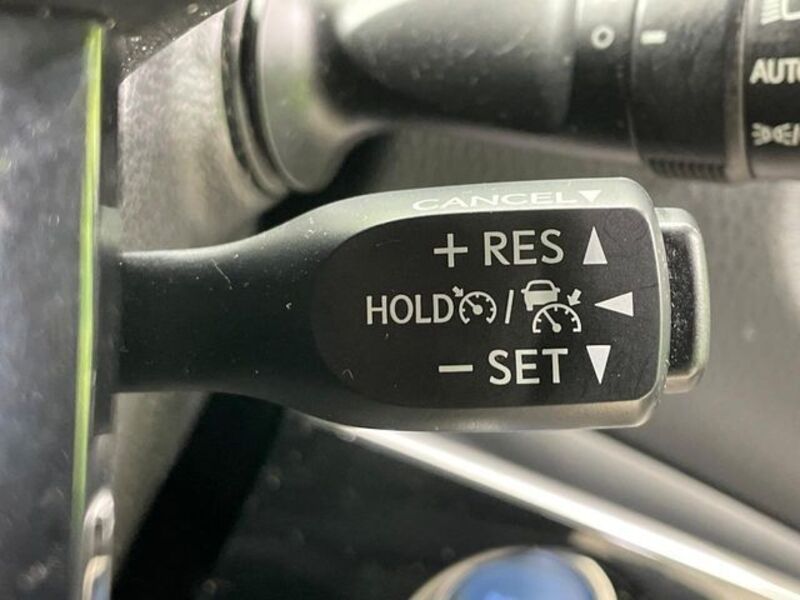 AUTO
CANCEL▼
+ RES ▲
HOLD / ◀
− SET ▼